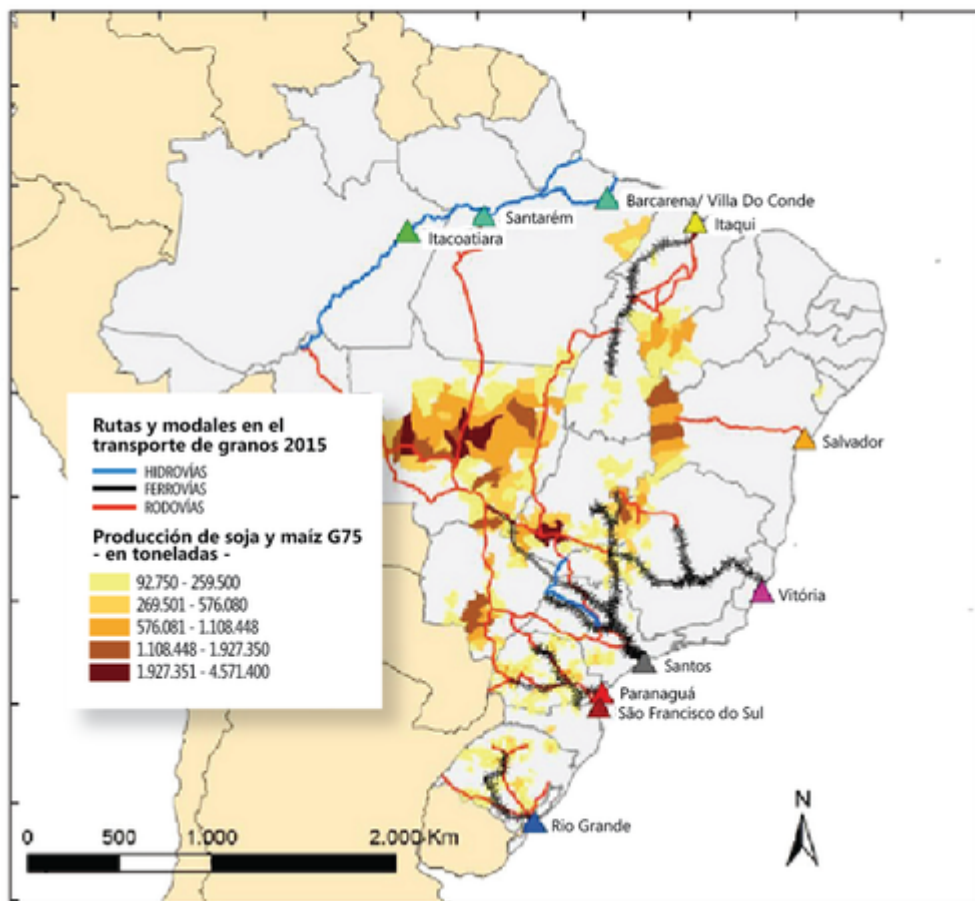 Barcarena/ Villa Do Conde
Santarém
Itaqui
Itacoatiara
Rutas y modales en el
transporte de granos 2015
HIDROVÍAS
FERROVÍAS
RODOVÍAS
Producción de soja y maíz G75
- en toneladas -
92.750 - 259.500
269.501 - 576.080
576.081 - 1.108.448
1.108.448 - 1.927.350
1.927.351 - 4.571.400
Salvador
Vitória
Santos
Paranaguá
São Francisco do Sul
Rio Grande
N
0 500 1.000 2.000 Km